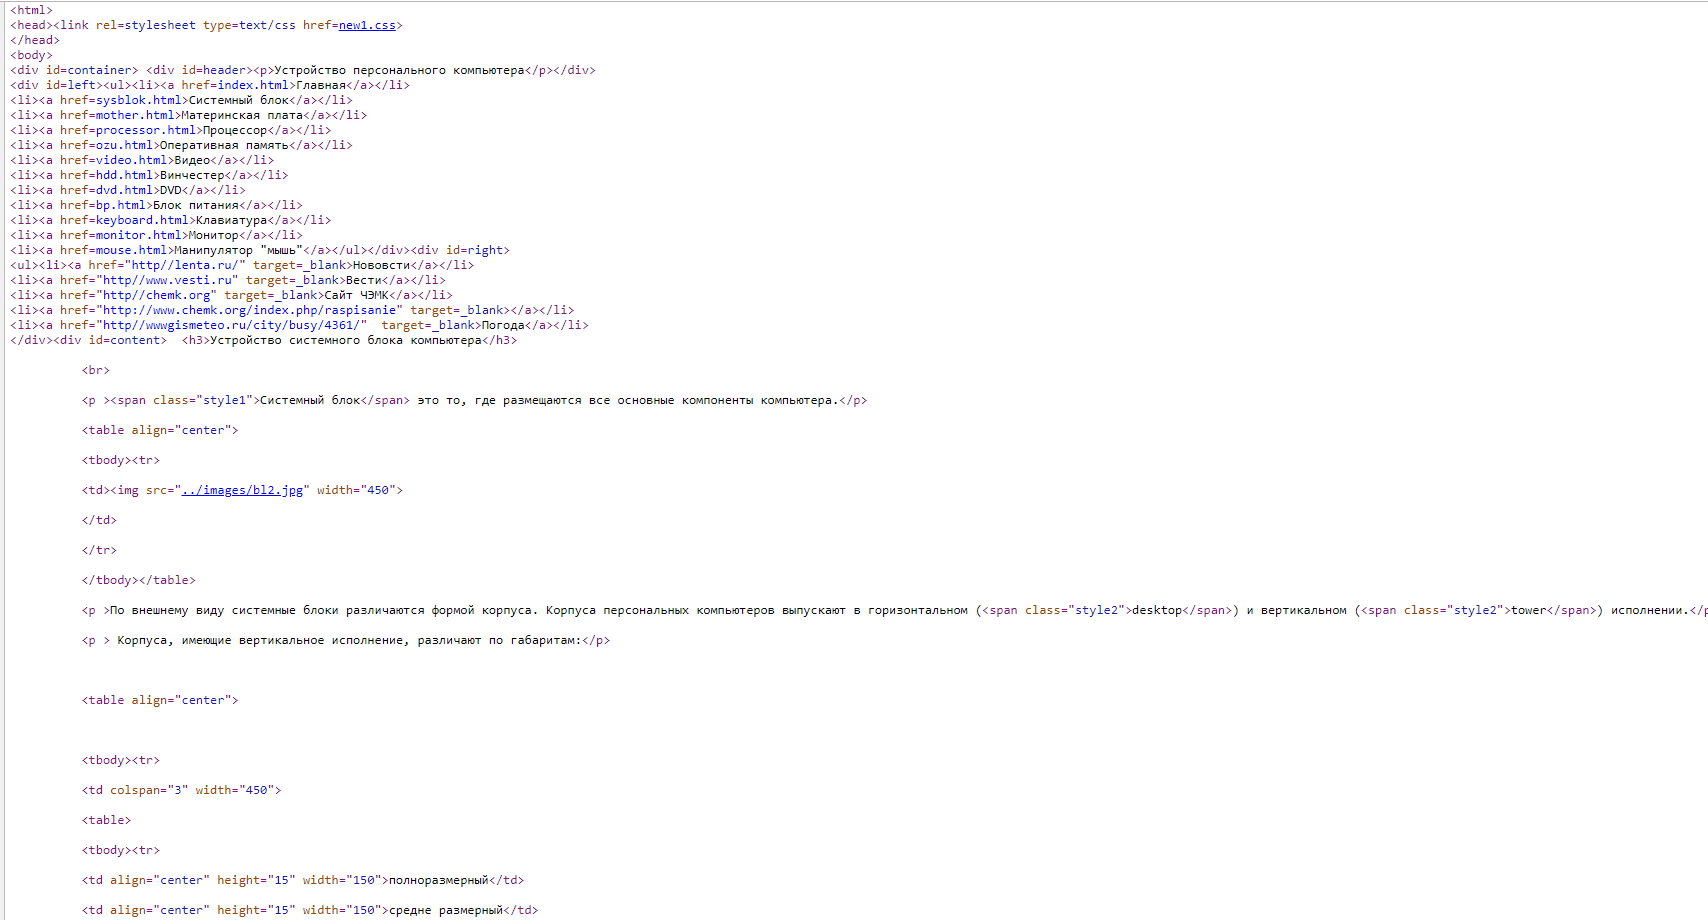 <html>
<head><link rel=stylesheet type=text/css href=new1.css>
</head>
<body>
<div id=container> <div id=header><p>Устройство персонального компьютера</p></div>
<div id=left><ul><li><a href=index.html>Главная</a></li>
<li><a href=sysblok.html>Системный блок</a></li>
<li><a href=mother.html>Материнская плата</a></li>
<li><a href=processor.html>Процессор</a></li>
<li><a href=ozu.html>Оперативная память</a></li>
<li><a href=video.html>Видео</a></li>
<li><a href=hdd.html>Винчестер</a></li>
<li><a href=dvd.html>DVD</a></li>
<li><a href=bp.html>Блок питания</a></li>
<li><a href=keyboard.html>Клавиатура</a></li>
<li><a href=monitor.html>Монитор</a></li>
<li><a href=mouse.html>Манипулятор "мышь"</a></ul></div><div id=right>
<ul><li><a href="http//lenta.ru/" target=_blank>Нововсти</a></li>
<li><a href="http//www.vesti.ru" target=_blank>Вести</a></li>
<li><a href="http//chemk.org" target=_blank>Сайт ЧЭМК</a></li>
<li><a href="http://www.chemk.org/index.php/raspisanie" target=_blank></a></li>
<li><a href="http//wwwgismeteo.ru/city/busy/4361/"  target=_blank>Погода</a></li>
</div><div id=content>  <h3>Устройство системного блока компьютера</h3>
<br>
<p ><span class="style1">Системный блок</span> это то, где размещаются все основные компоненты компьютера.</p>
<table align="center">
<tbody><tr>
<td><img src="../images/bl2.jpg" width="450">
</td>
</tr>
</tbody></table>
<p >По внешнему виду системные блоки различаются формой корпуса. Корпуса персональных компьютеров выпускают в горизонтальном (<span class="style2">desktop</span>) и вертикальном (<span class="style2">tower</span>) исполнении.</p
<p > Корпуса, имеющие вертикальное исполнение, различают по габаритам:</p>
<table align="center">
<tbody><tr>
<td colspan="3" width="450">
<table>
<tbody><tr>
<td align="center" height="15" width="150">полноразмерный</td>
<td align="center" height="15" width="150">средне размерный</td>